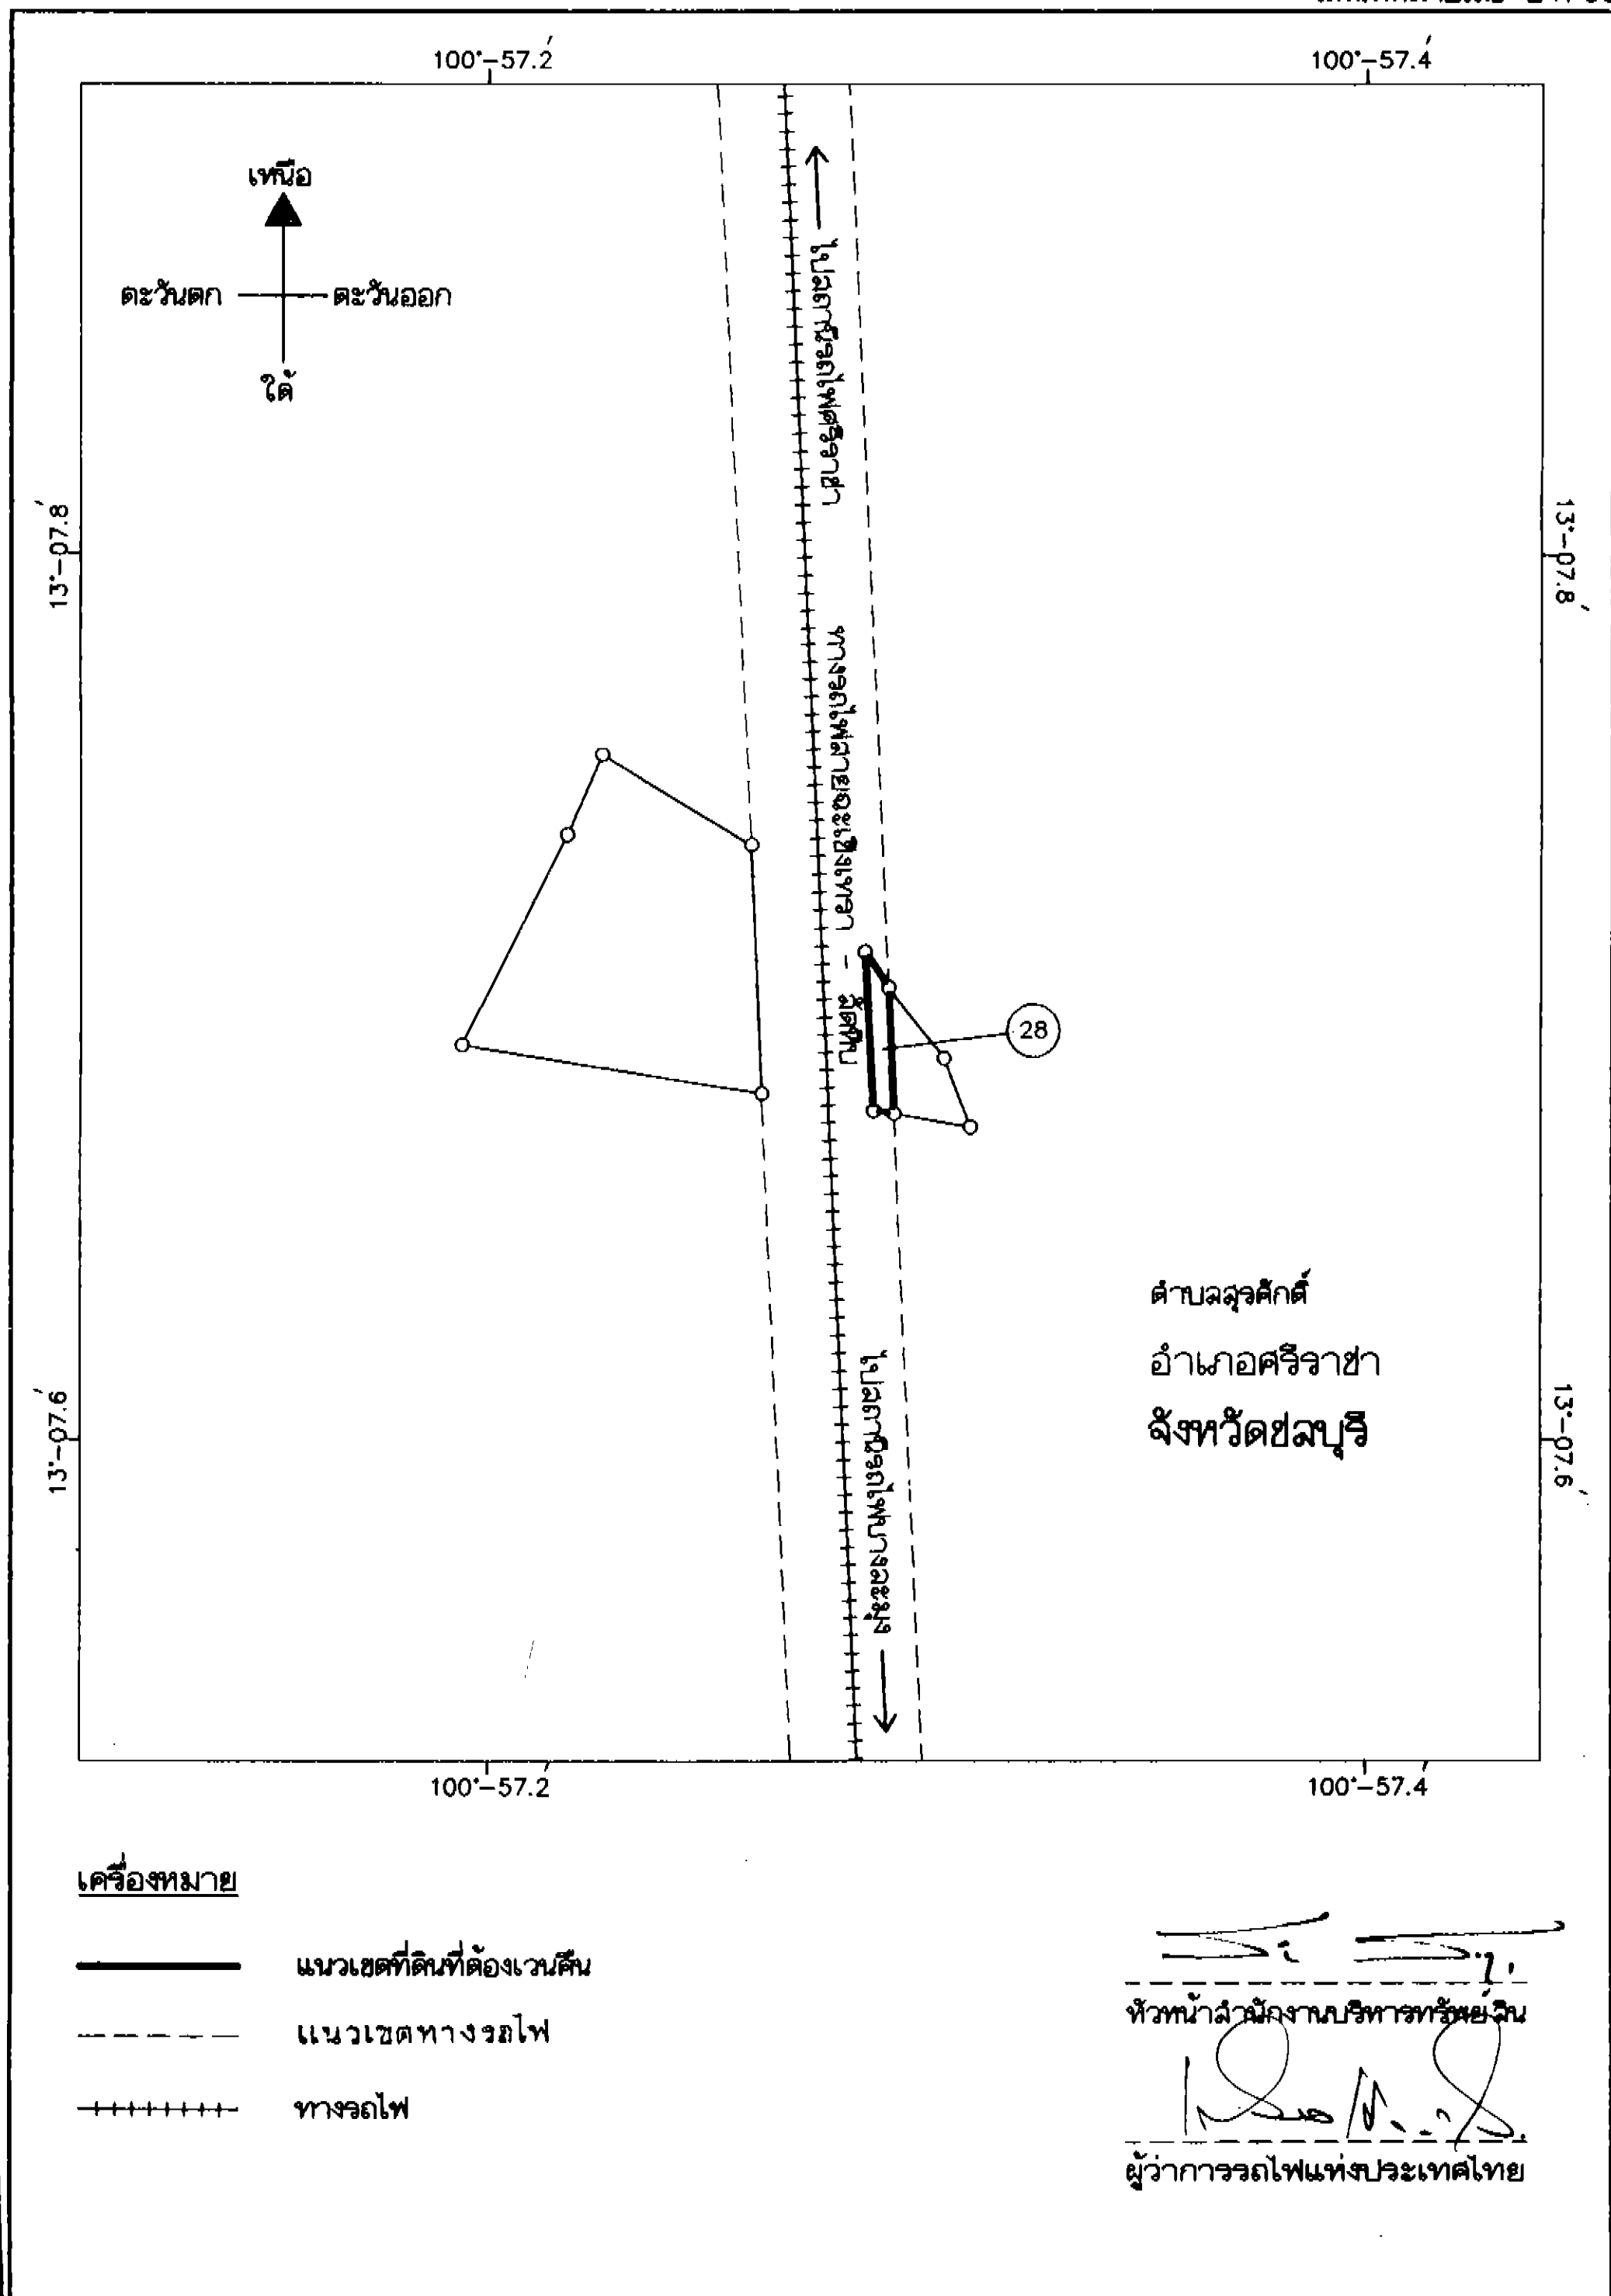 100°-57.2′
100°-57.4′
เหนือ
ตะวันตก
ตะวันออก
ใต้
ไปสถานีรถไฟศรีราชา
13°-07.8′
13°-07.8′
ทางรถไฟสายฉะเชิงเทรา - สัตหีบ
28
ตำบลสุรศักดิ์
อำเภอศรีราชา
จังหวัดชลบุรี
ไปสถานีรถไฟบางละมุง
13°-07.6′
13°-07.6′
100°-57.2′
100°-57.4′
เครื่องหมาย
แนวเขตที่ดินที่ต้องเวนคืน
แนวเขตทางรถไฟ
ทางรถไฟ
หัวหน้าสำนักงานบริหารทรัพย์สิน
ผู้ว่าการรถไฟแห่งประเทศไทย